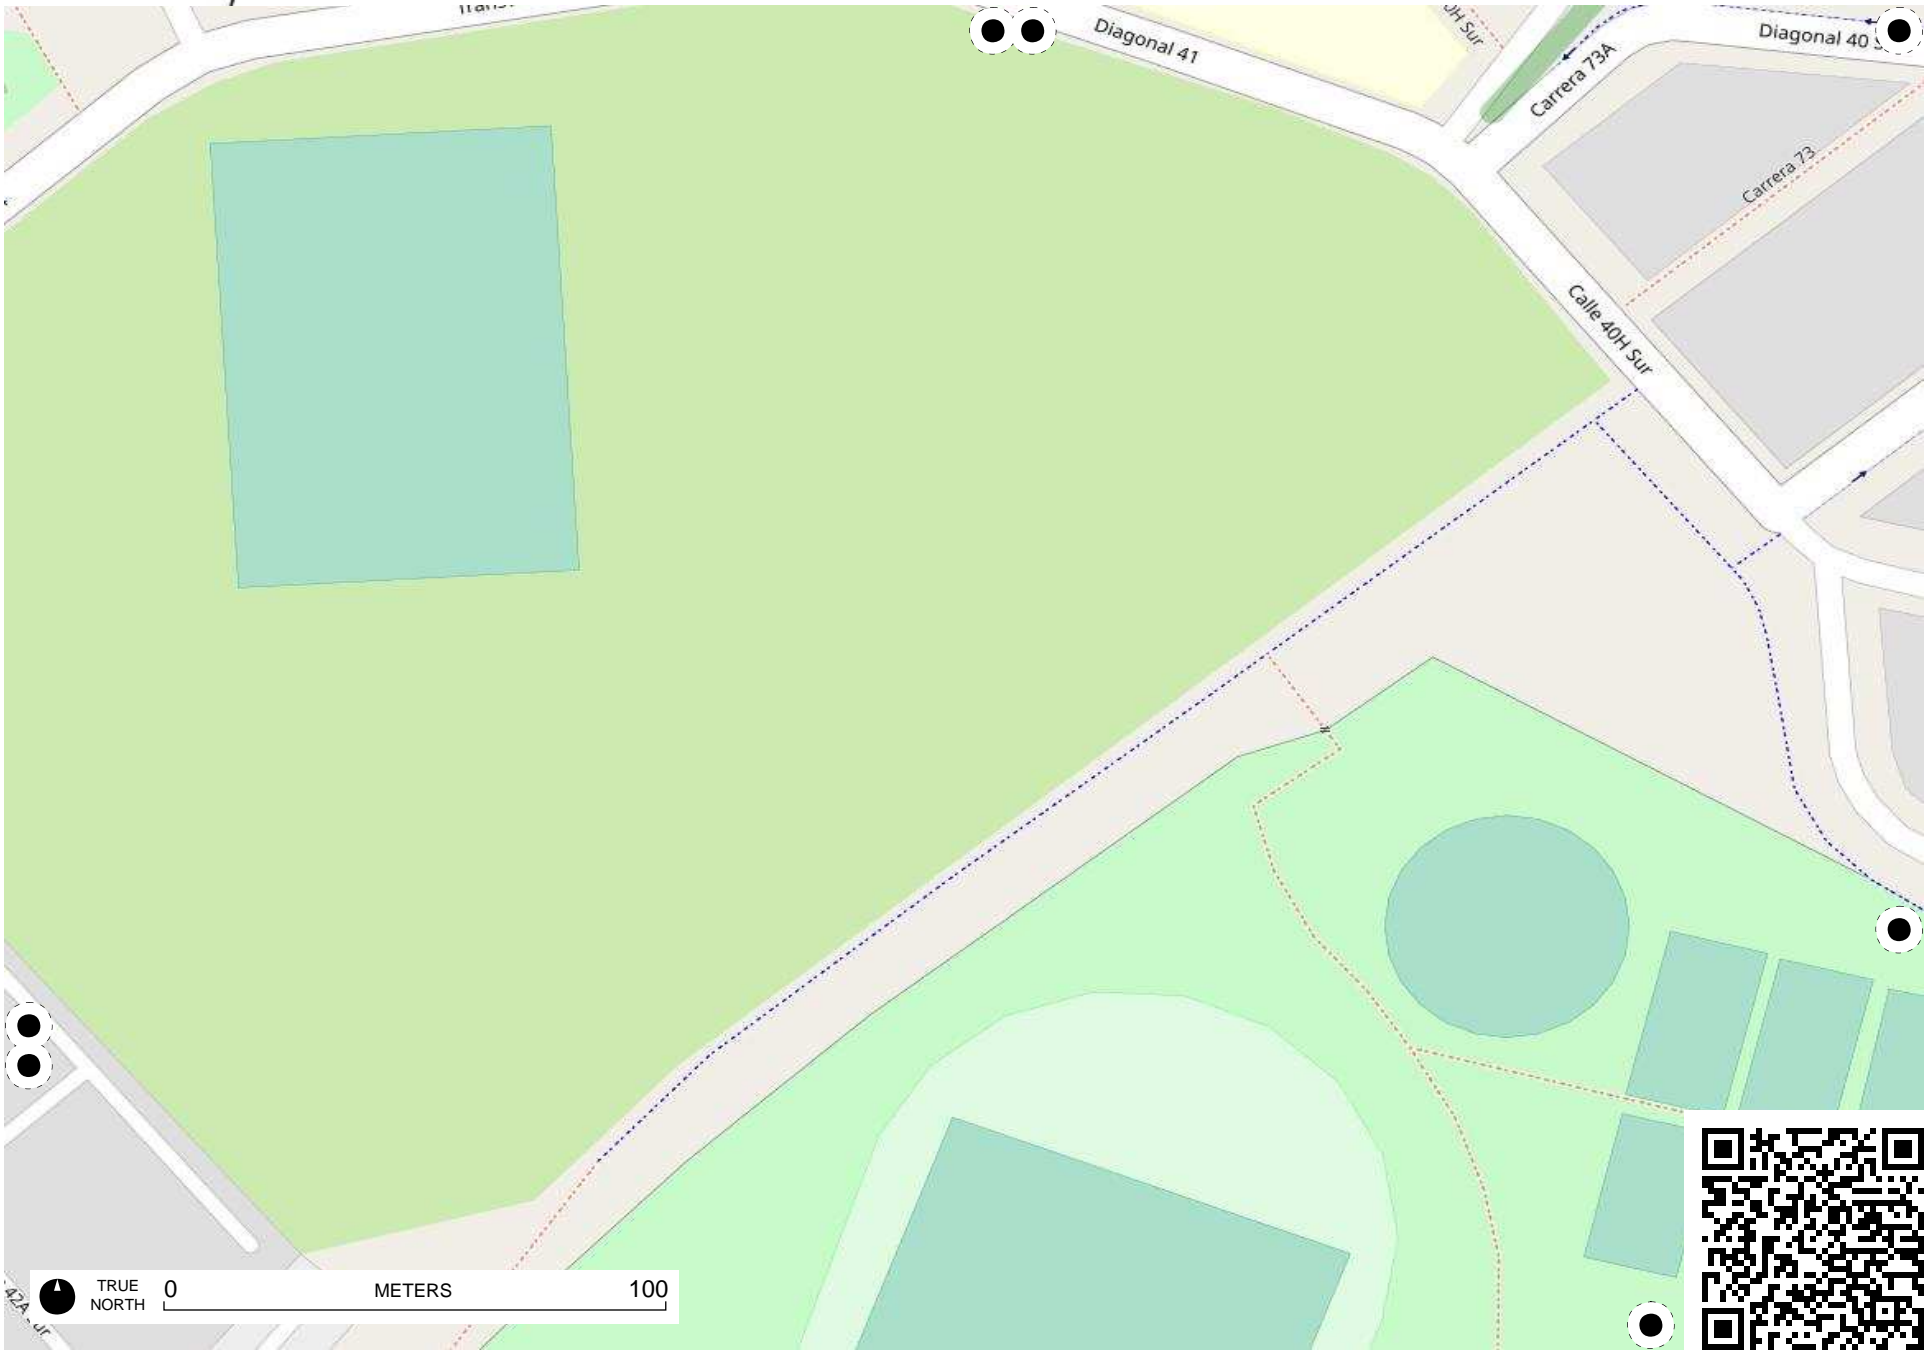 Diagonal 41
Carrera 73A
Diagonal 40
Carrera 73
Calle 40H Sur
TRUE
NORTH
0
METERS
100